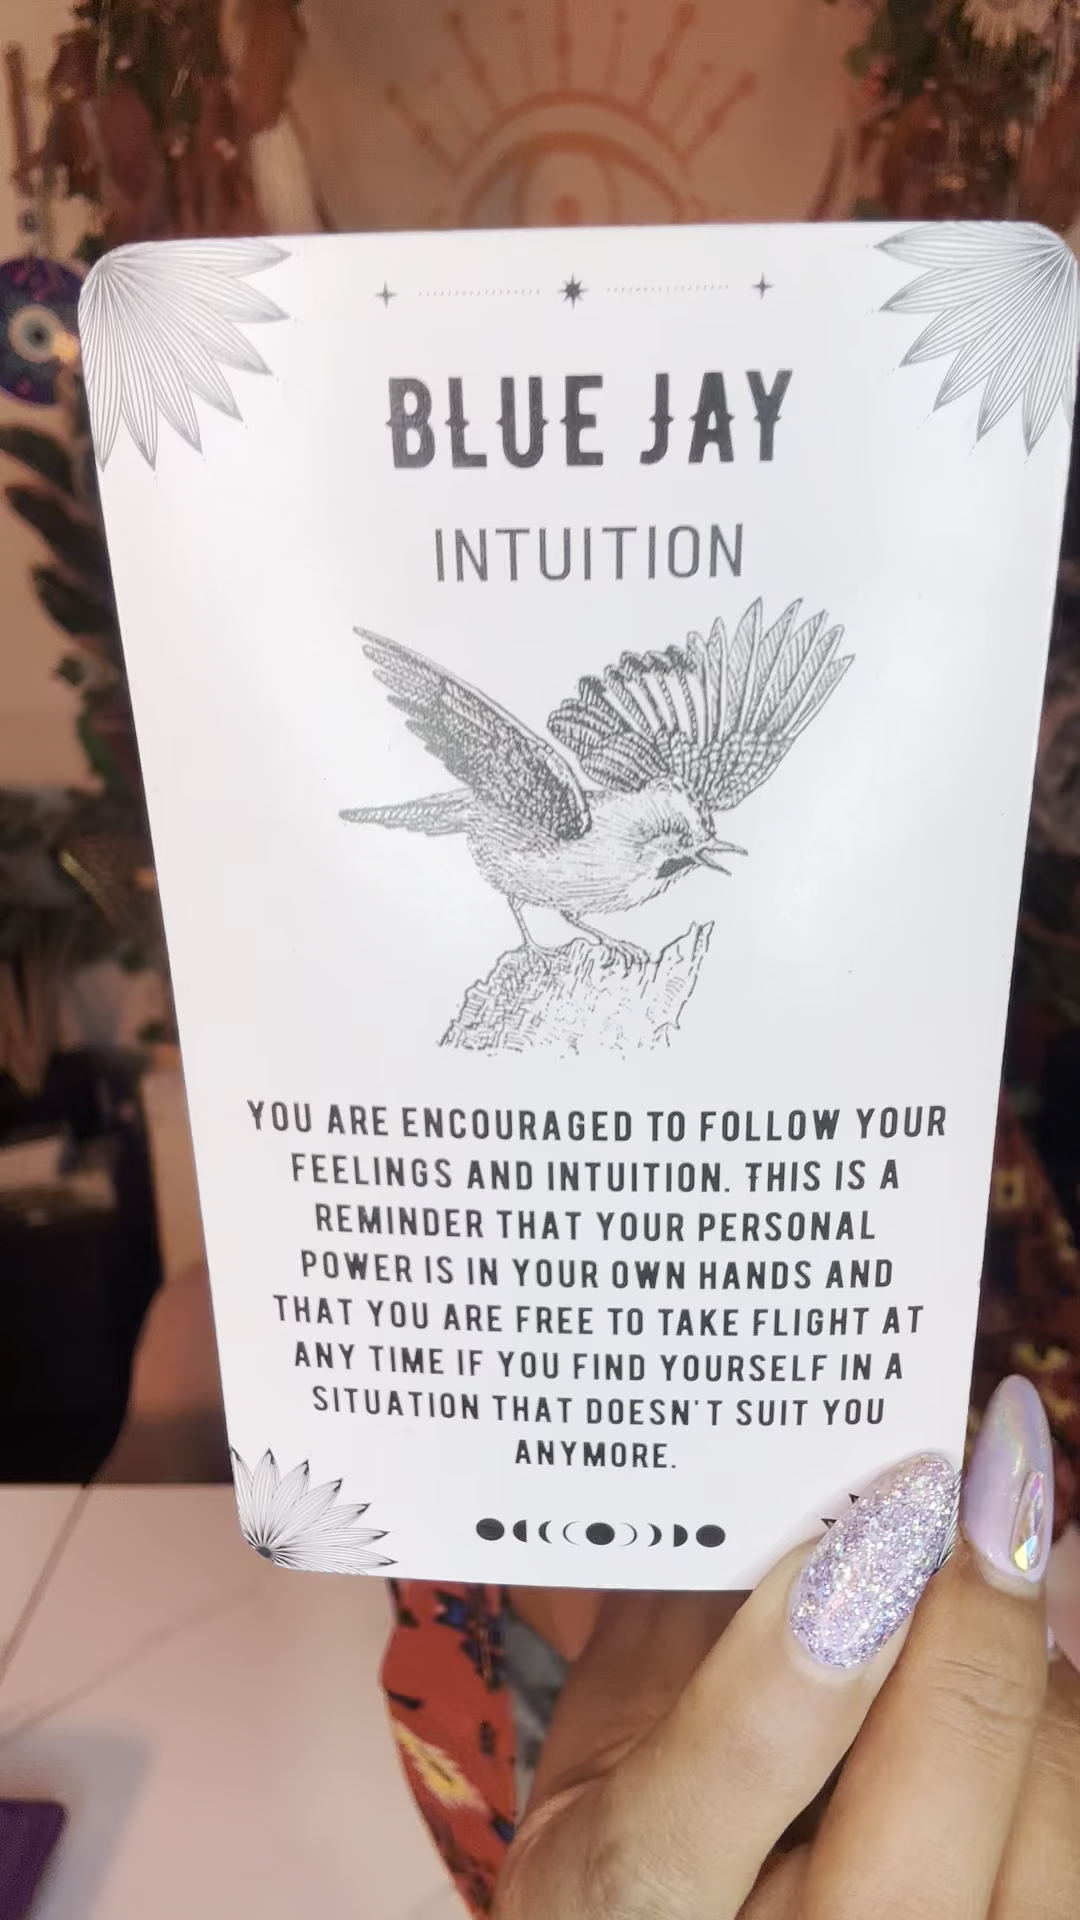 BLUE JAY
INTUITION
YOU ARE ENCOURAGED TO FOLLOW YOUR
FEELINGS AND INTUITION. THIS IS A
REMINDER THAT YOUR PERSONAL
POWER IS IN YOUR OWN HANDS AND
THAT YOU ARE FREE TO TAKE FLIGHT AT
ANY TIME IF YOU FIND YOURSELF IN A
SITUATION THAT DOESN'T SUIT YOU
ANYMORE.